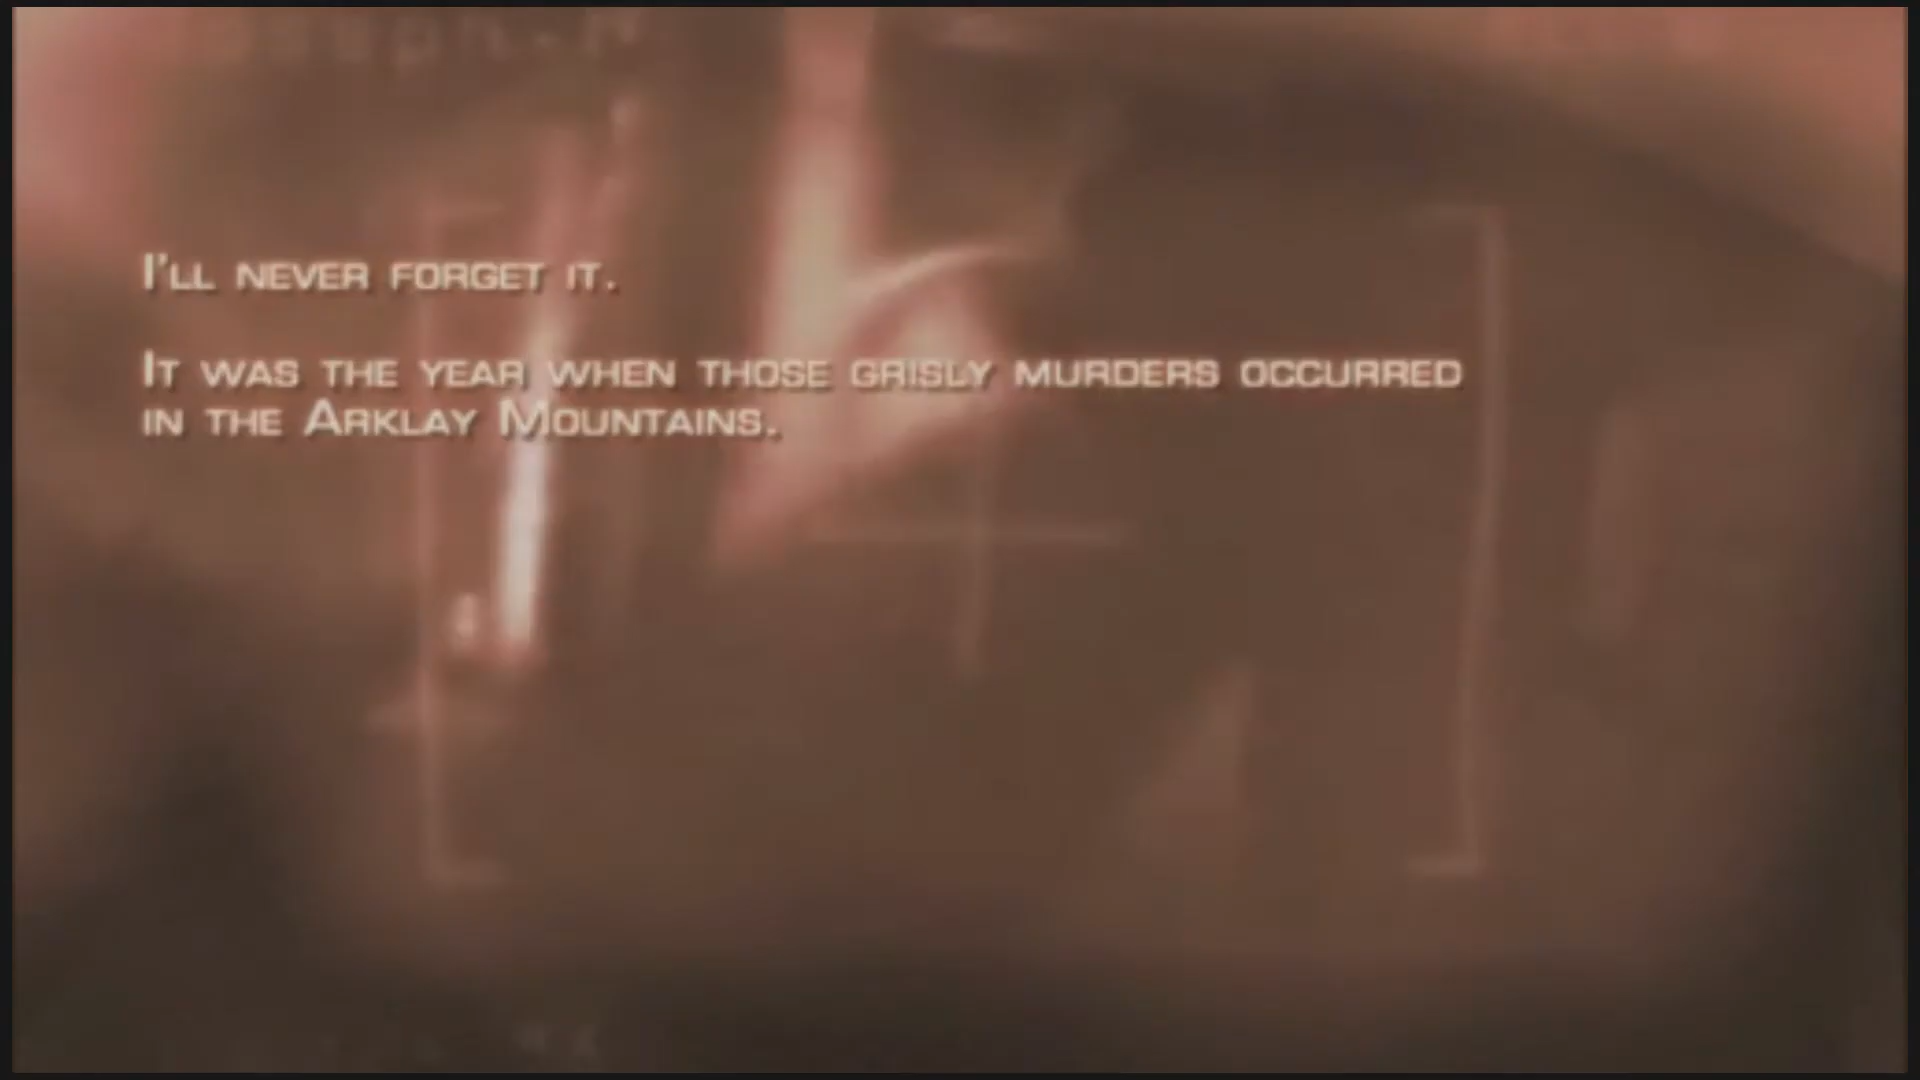 I'll never forget it.
It was the year when those grisly murders occurred
in the Arklay Mountains.